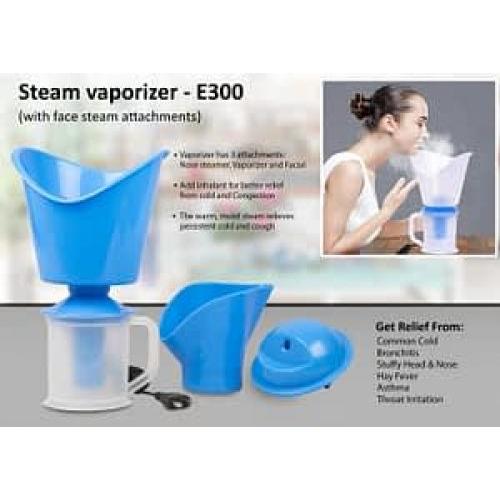 Steam vaporizer - E300
(with face steam attachments)
• Vaporizer has 3 attachments:
Nose steamer, Vaporizer and Facial
• Add Inhalant for better relief
from cold and Congestion
• The warm, moist steam relieves
persistent cold and cough
Get Relief From:
Common Cold
Bronchitis
Stuffy Head & Nose
Hay Fever
Asthma
Throat Irritation